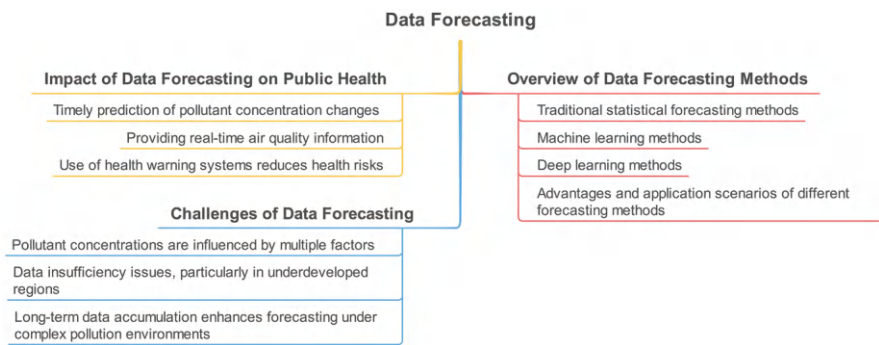 Data Forecasting
Impact of Data Forecasting on Public Health
Timely prediction of pollutant concentration changes
Providing real-time air quality information
Use of health warning systems reduces health risks
Overview of Data Forecasting Methods
Traditional statistical forecasting methods
Machine learning methods
Deep learning methods
Advantages and application scenarios of different
forecasting methods
Challenges of Data Forecasting
Pollutant concentrations are influenced by multiple factors
Data insufficiency issues, particularly in underdeveloped
regions
Long-term data accumulation enhances forecasting under
complex pollution environments